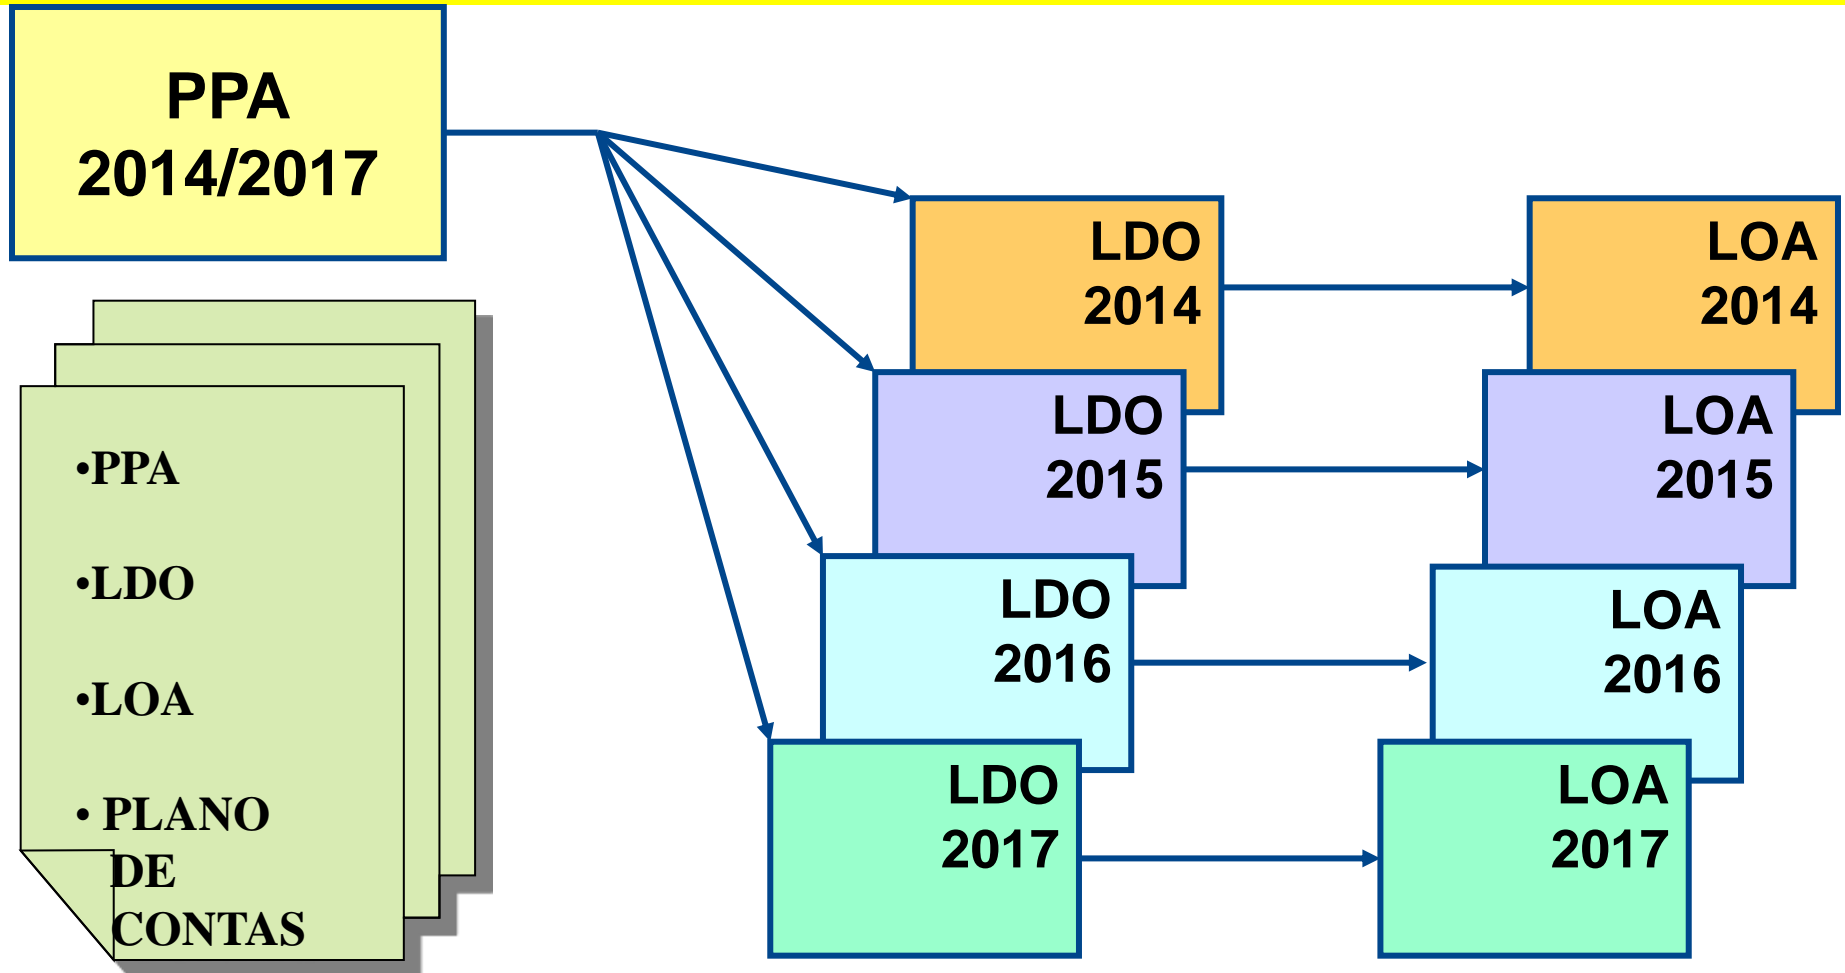 PPA
2014/2017
LDO
2014
LOA
2014
LDO
2015
LOA
2015
LDO
2016
LOA
2016
LDO
2017
LOA
2017
•PPA
•LDO
•LOA
• PLANO
DE
CONTAS